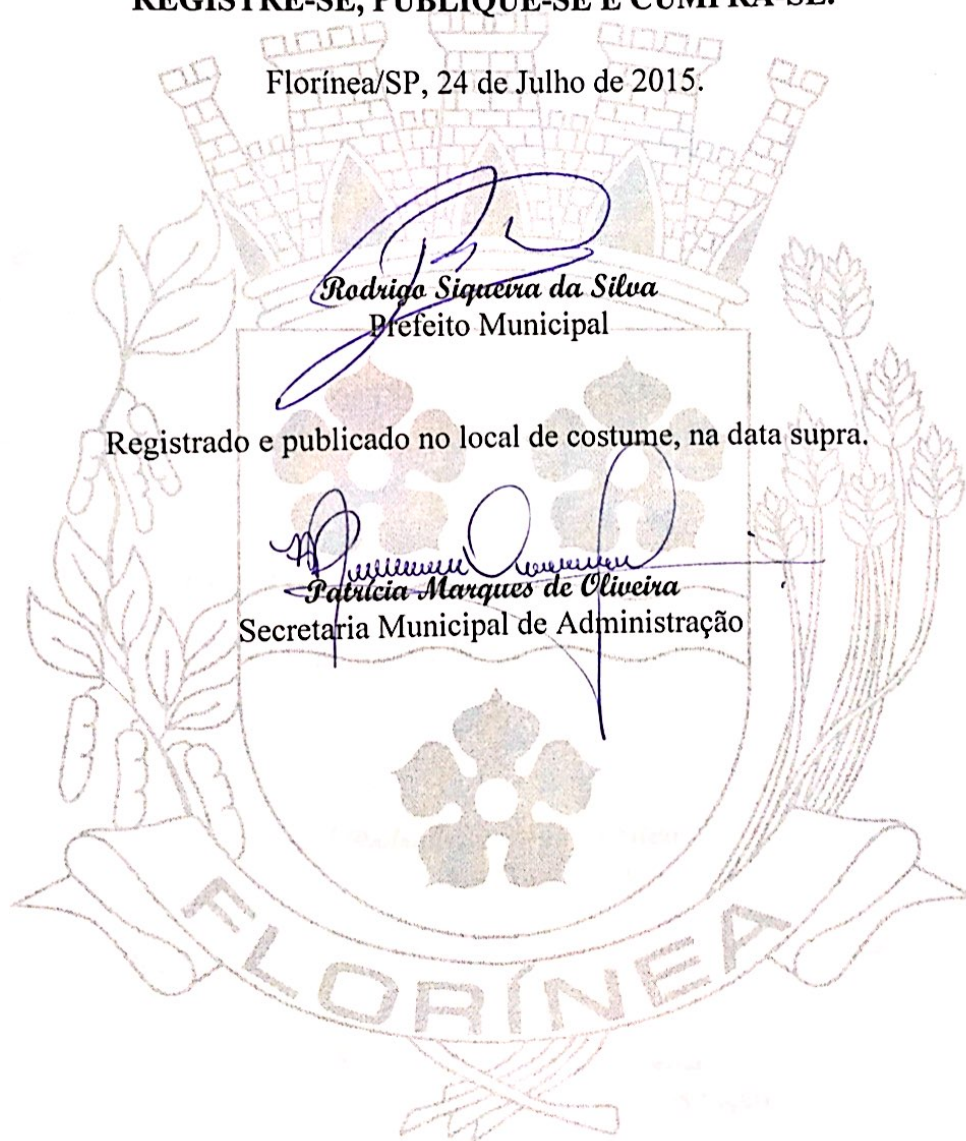 REGISTRE-SE, PUBLIQUE-SE E CUMPRA-SE.
Florínea/SP, 24 de Julho de 2015.
Rodrigo Siqueira da Silva
Prefeito Municipal
Registrado e publicado no local de costume, na data supra.
Patrícia Marques de Oliveira
Secretaria Municipal de Administração
FLORÍNEA